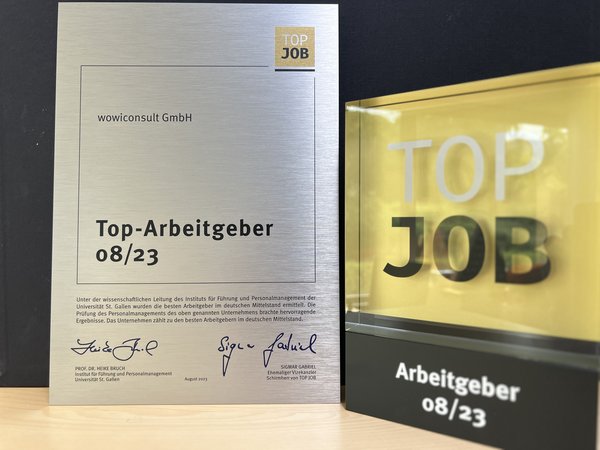 TOP
JOB
wowiconsult GmbH
Top-Arbeitgeber
08/23
Unter der wissenschaftlichen Leitung des Instituts für Führung und Personalmanagement der
Universität St. Gallen wurden die besten Arbeitgeber im deutschen Mittelstand ermittelt. Die
Prüfung des Personalmanagements des oben genannten Unternehmens brachte hervorragende
Ergebnisse. Das Unternehmen zählt zu den besten Arbeitgebern im deutschen Mittelstand.
PROF. DR. HEIKE BRUCH
Institut für Führung und Personalmanagement
Universität St. Gallen
August 2023
SIGMAR GABRIEL
Ehemaliger Vizekanzler
Schirmherr von TOP JOB
TOP
JOB
Arbeitgeber
08/23